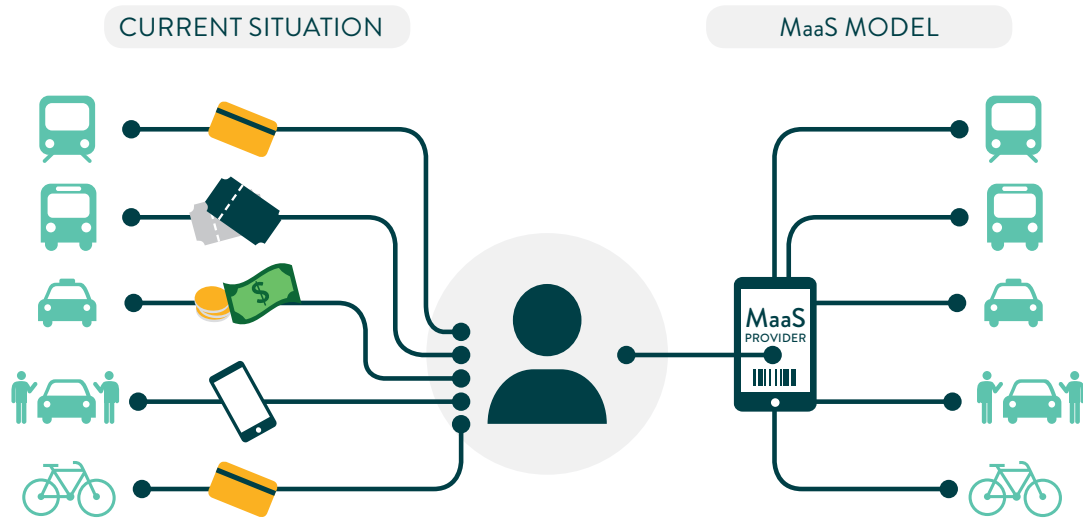 CURRENT SITUATION
MaaS MODEL
$
MaaS
PROVIDER